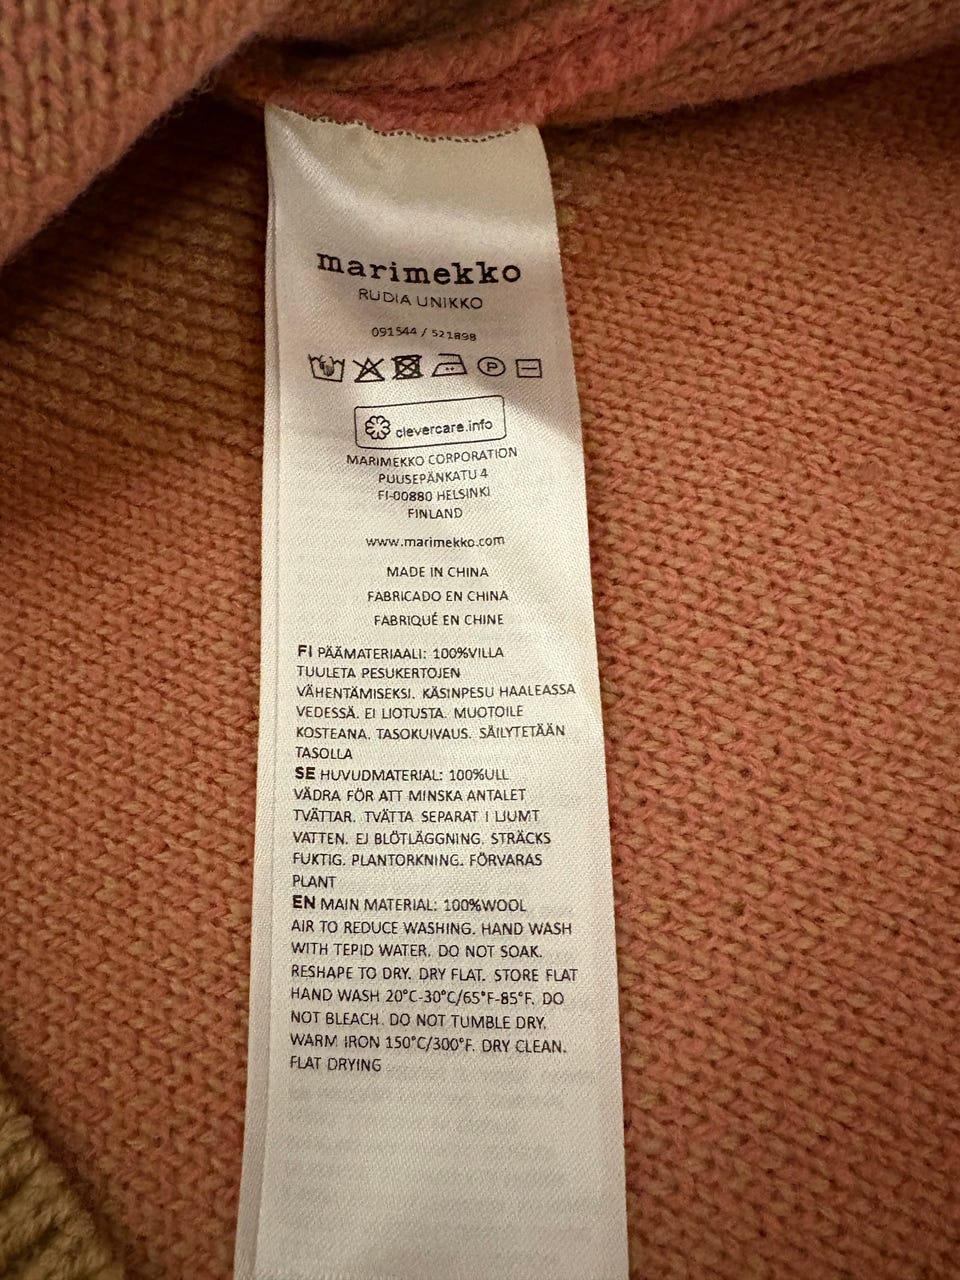 marimekko
RUDIA UNIKKO
091544 / 521898
P
clevercare.info
MARIMEKKO CORPORATION
PUUSEPÄNKATU 4
FI-00880 HELSINKI
FINLAND
www.marimekko.com
MADE IN CHINA
FABRICADO EN CHINA
FABRIQUÉ EN CHINE
FI PÄÄMATERIAALI: 100%VILLA
TUULETA PESUKERTOJEN
VÄHENTÄMISEKSI. KÄSINPESU HAALEASSA
VEDESSÄ. EI LIOTUSTA. MUOTOILE
KOSTEANA. TASOKUIVAUS. SÄILYTETÄÄN
TASOLLA
SE HUVUDMATERIAL: 100%ULL
VÄDRA FÖR ATT MINSKA ANTALET
TVÄTTAR. TVÄTTA SEPARAT I LJUMT
VATTEN. EJ BLÖTLÄGGNING. STRÄCKS
FUKTIG. PLANTORKNING. FÖRVARAS
PLANT
EN MAIN MATERIAL: 100%WOOL
AIR TO REDUCE WASHING. HAND WASH
WITH TEPID WATER. DO NOT SOAK.
RESHAPE TO DRY. DRY FLAT. STORE FLAT
HAND WASH 20°C-30°C/65°F-85°F. DO
NOT BLEACH. DO NOT TUMBLE DRY.
WARM IRON 150°C/300°F. DRY CLEAN.
FLAT DRYING